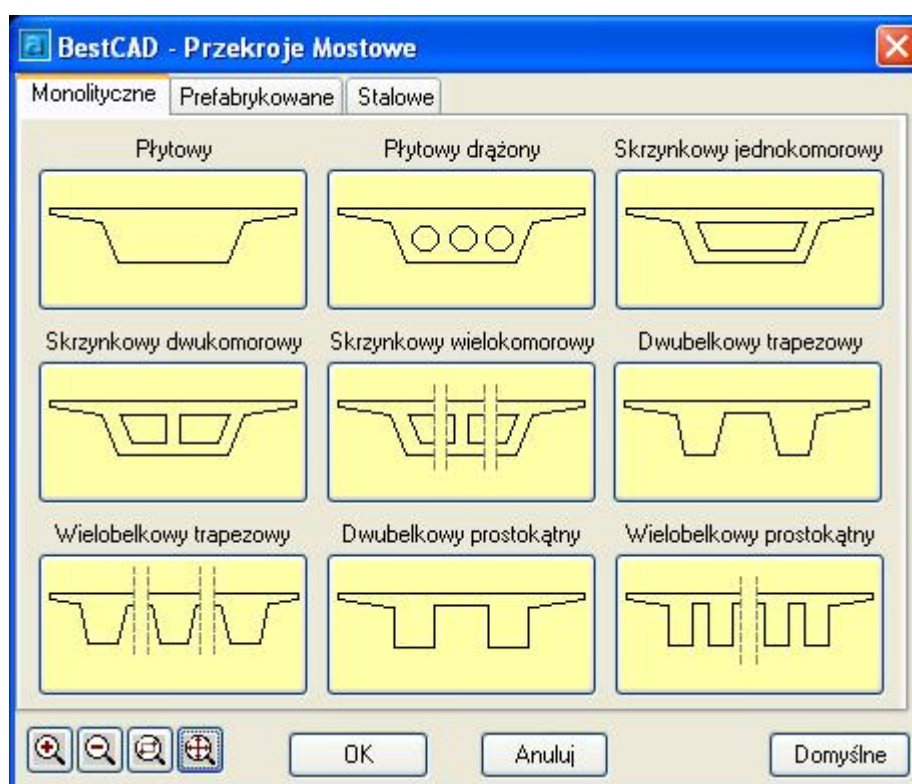 BestCAD - Przekroje Mostowe
Monolityczne Prefabrykowane Stalowe
Płytowy Płytowy drążony Skrzynkowy jednokomorowy
Skrzynkowy dwukomorowy Skrzynkowy wielokomorowy Dwubelkowy trapezowy
Wielobelkowy trapezowy Dwubelkowy prostokątny Wielobelkowy prostokątny
OK Anuluj Domyślne